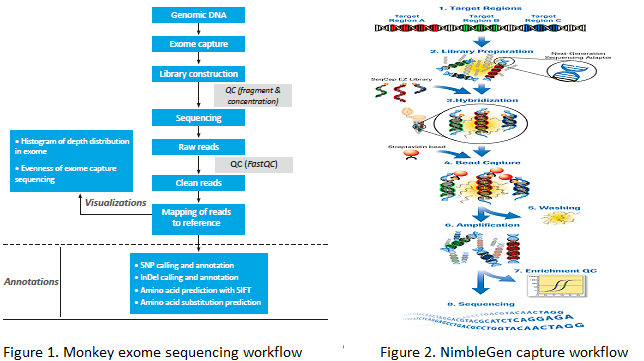 Genomic DNA
Exome capture
Library construction
QC (fragment &
concentration)
Sequencing
Raw reads
QC (FastQC)
Clean reads
Mapping of reads
to reference
• Histogram of depth distribution
in exome
• Evenness of exome capture
sequencing
Visualizations
Annotations
• SNP calling and annotation
• InDel calling and annotation
• Amino acid prediction with SIFT
• Amino acid substitution prediction
Figure 1. Monkey exome sequencing workflow
1. Target Regions
Target
Region A
Target
Region B
Target
Region C
2. Library Preparation
Next-Generation
Sequencing Adaptor
SeqCap EZ Library
3.Hybridization
Streptavidin bead
4. Bead Capture
5. Washing
6. Amplification
7. Enrichment QC
8. Sequencing
Figure 2. NimbleGen capture workflow